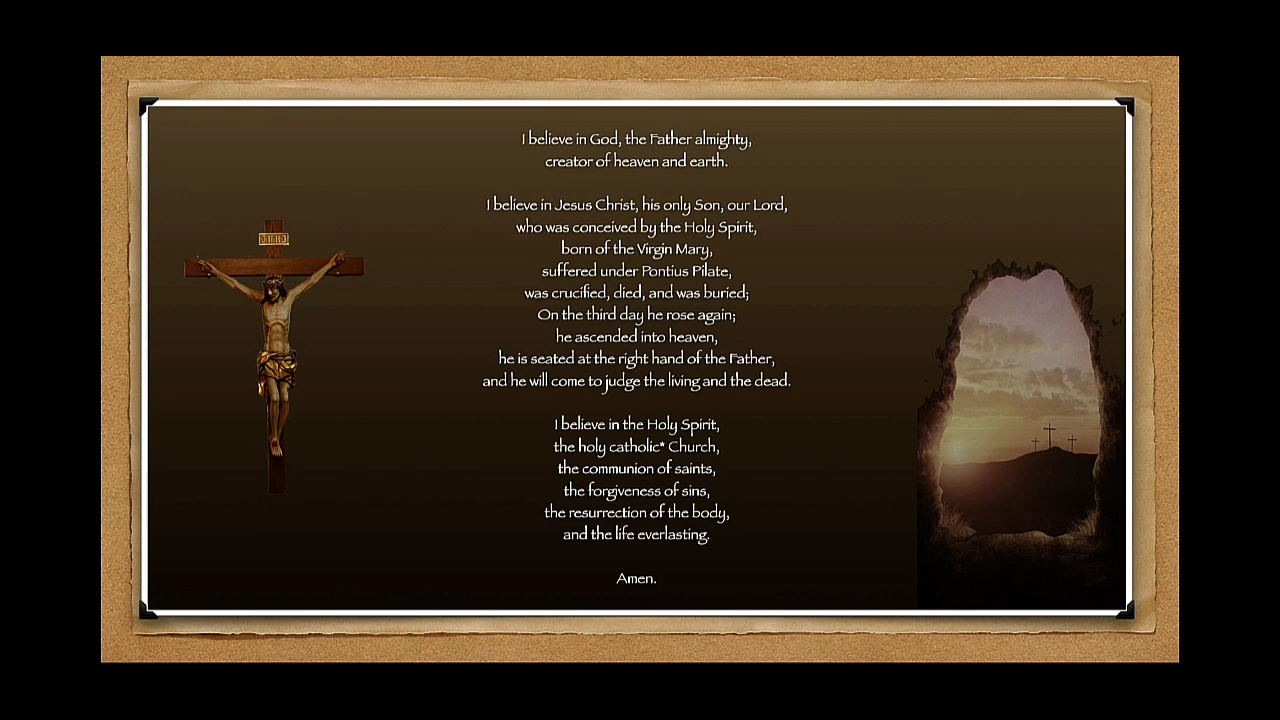 I believe in God, the Father almighty,
creator of heaven and earth.
I believe in Jesus Christ, his only Son, our Lord,
who was conceived by the Holy Spirit,
born of the Virgin Mary,
suffered under Pontius Pilate,
was crucified, died, and was buried;
On the third day he rose again;
he ascended into heaven,
he is seated at the right hand of the Father,
and he will come to judge the living and the dead.
I believe in the Holy Spirit,
the holy catholic* Church,
the communion of saints,
the forgiveness of sins,
the resurrection of the body,
and the life everlasting.
Amen.